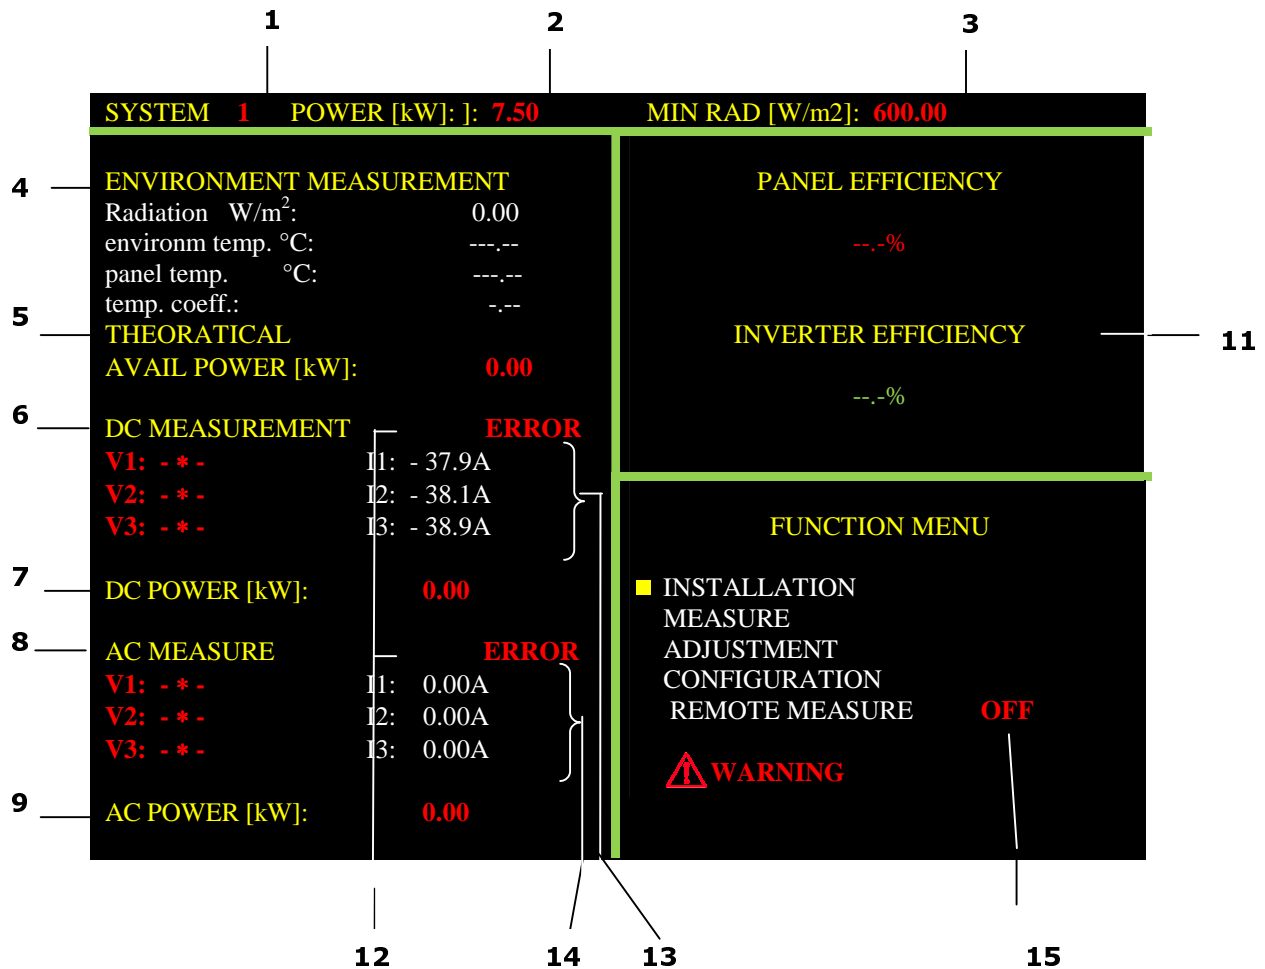 1 2 3
SYSTEM 1 POWER [kW]: ]: 7.50 MIN RAD [W/m2]: 600.00
4 ENVIRONMENT MEASUREMENT
Radiation W/m²: 0.00
environm temp. °C: ---.--
panel temp. °C: ---.--
temp. coeff.: -.--
5 THEORATICAL
AVAIL POWER [kW]: 0.00
6 DC MEASUREMENT ERROR
V1: - * - I1: - 37.9A
V2: - * - I2: - 38.1A
V3: - * - I3: - 38.9A
7 DC POWER [kW]: 0.00
8 AC MEASURE ERROR
V1: - * - I1: 0.00A
V2: - * - I2: 0.00A
V3: - * - I3: 0.00A
9 AC POWER [kW]: 0.00
PANEL EFFICIENCY
--.-%
INVERTER EFFICIENCY 11
--.-%
FUNCTION MENU
INSTALLATION
MEASURE
ADJUSTMENT
CONFIGURATION
REMOTE MEASURE OFF
! WARNING
12 14 13 15